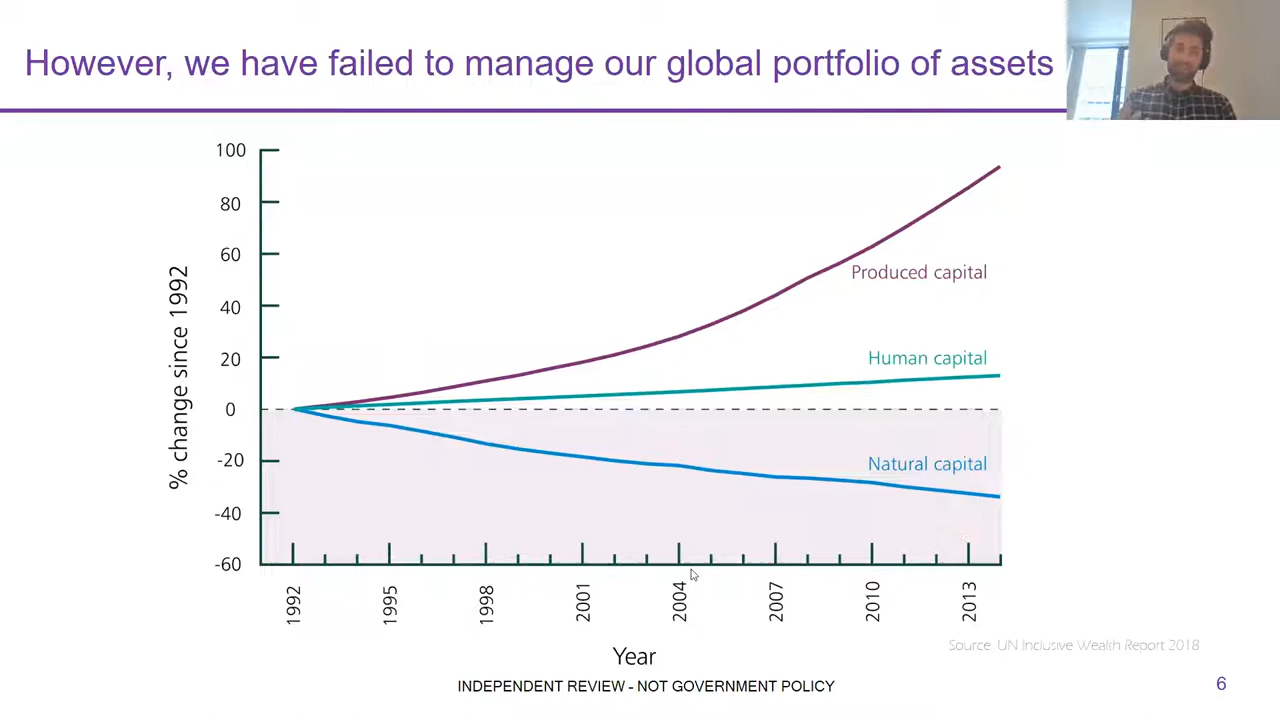 However, we have failed to manage our global portfolio of assets
100
80
60
40
20
0
-20
-40
-60
% change since 1992
Produced capital
Human capital
Natural capital
1992
1995
1998
2001
2004
2007
2010
2013
Year
Source: UN Inclusive Wealth Report 2018
INDEPENDENT REVIEW - NOT GOVERNMENT POLICY
6